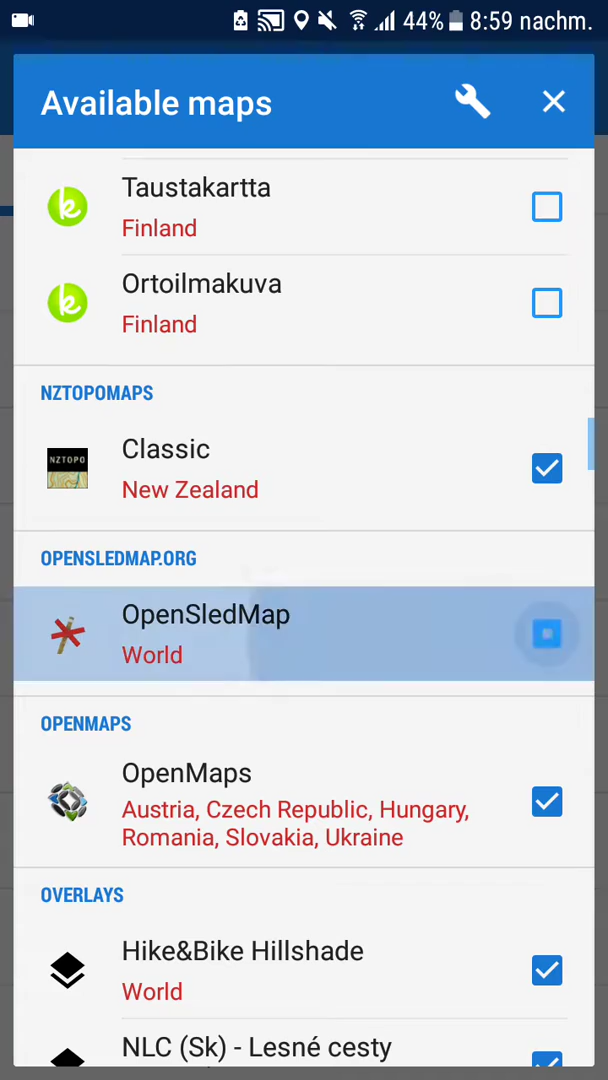 44% 8:59 nachm.
Available maps
Taustakartta
Finland
Ortoilmakuva
Finland
NZTOPOMAPS
NZTOPO
Classic
New Zealand
OPENSLEDMAP.ORG
OpenSledMap
World
OPENMAPS
OpenMaps
Austria, Czech Republic, Hungary,
Romania, Slovakia, Ukraine
OVERLAYS
Hike&Bike Hillshade
World
NLC (Sk) - Lesné cesty